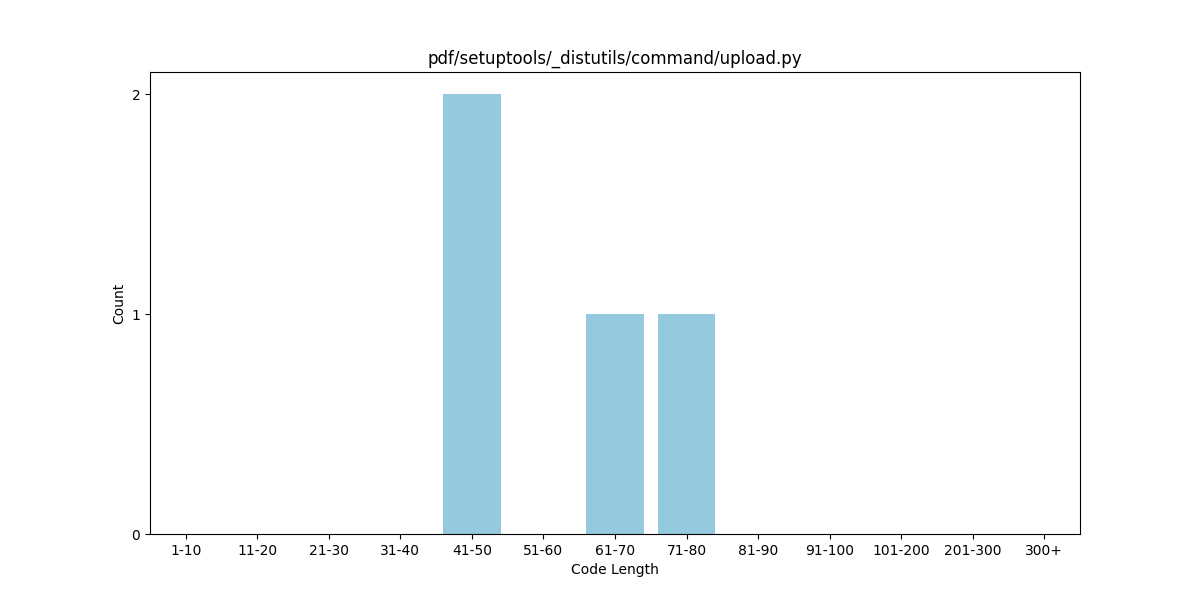 pdf/setuptools/_distutils/command/upload.py
2
1
0
Count
1-10 11-20 21-30 31-40 41-50 51-60 61-70 71-80 81-90 91-100 101-200 201-300 300+
Code Length